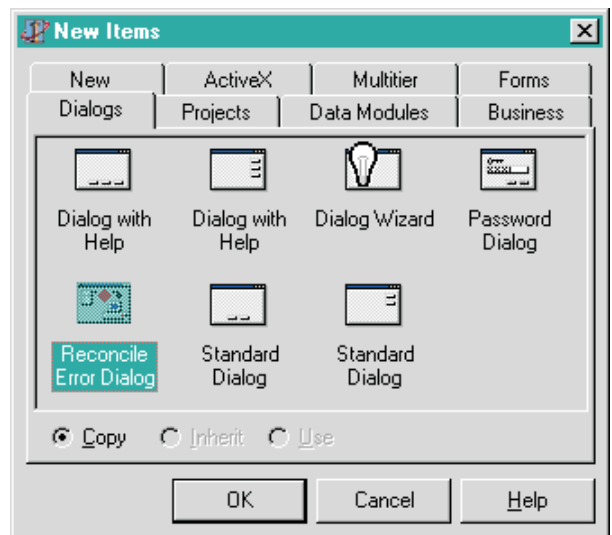 New Items
New ActiveX Multitier Forms
Dialogs Projects Data Modules Business
Dialog with Help
Dialog with Help
Dialog Wizard
Password Dialog
Reconcile Error Dialog
Standard Dialog
Standard Dialog
Copy Inherit Use
OK Cancel Help